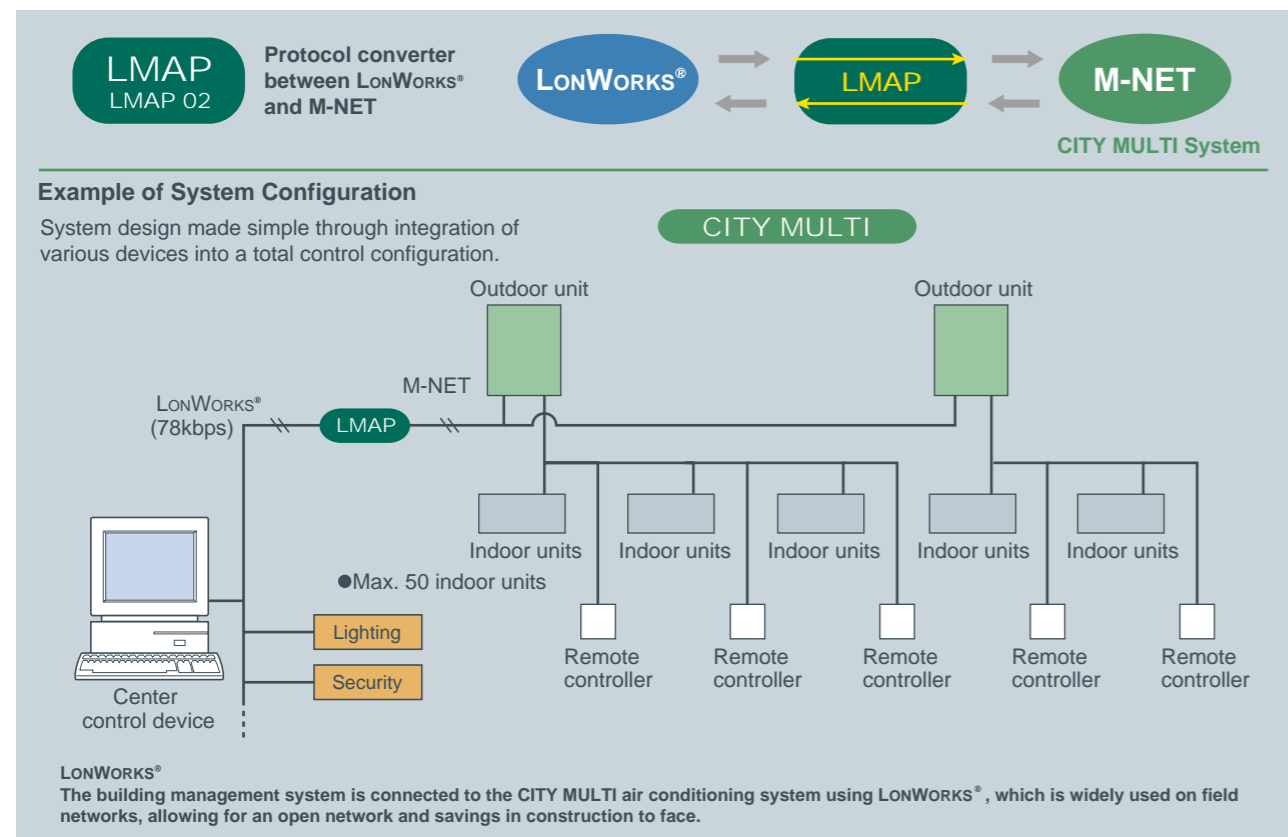 LMAP
LMAP 02
Protocol converter
between LONWORKS®
and M-NET
LONWORKS®
LMAP
M-NET
CITY MULTI System
Example of System Configuration
System design made simple through integration of
various devices into a total control configuration.
CITY MULTI
Outdoor unit
Outdoor unit
M-NET
LONWORKS®
(78kbps)
LMAP
Indoor units
Indoor units
Indoor units
Indoor units
Indoor units
●Max. 50 indoor units
Lighting
Security
Center
control device
Remote
controller
Remote
controller
Remote
controller
Remote
controller
Remote
controller
LONWORKS®
The building management system is connected to the CITY MULTI air conditioning system using LONWORKS® , which is widely used on field
networks, allowing for an open network and savings in construction to face.